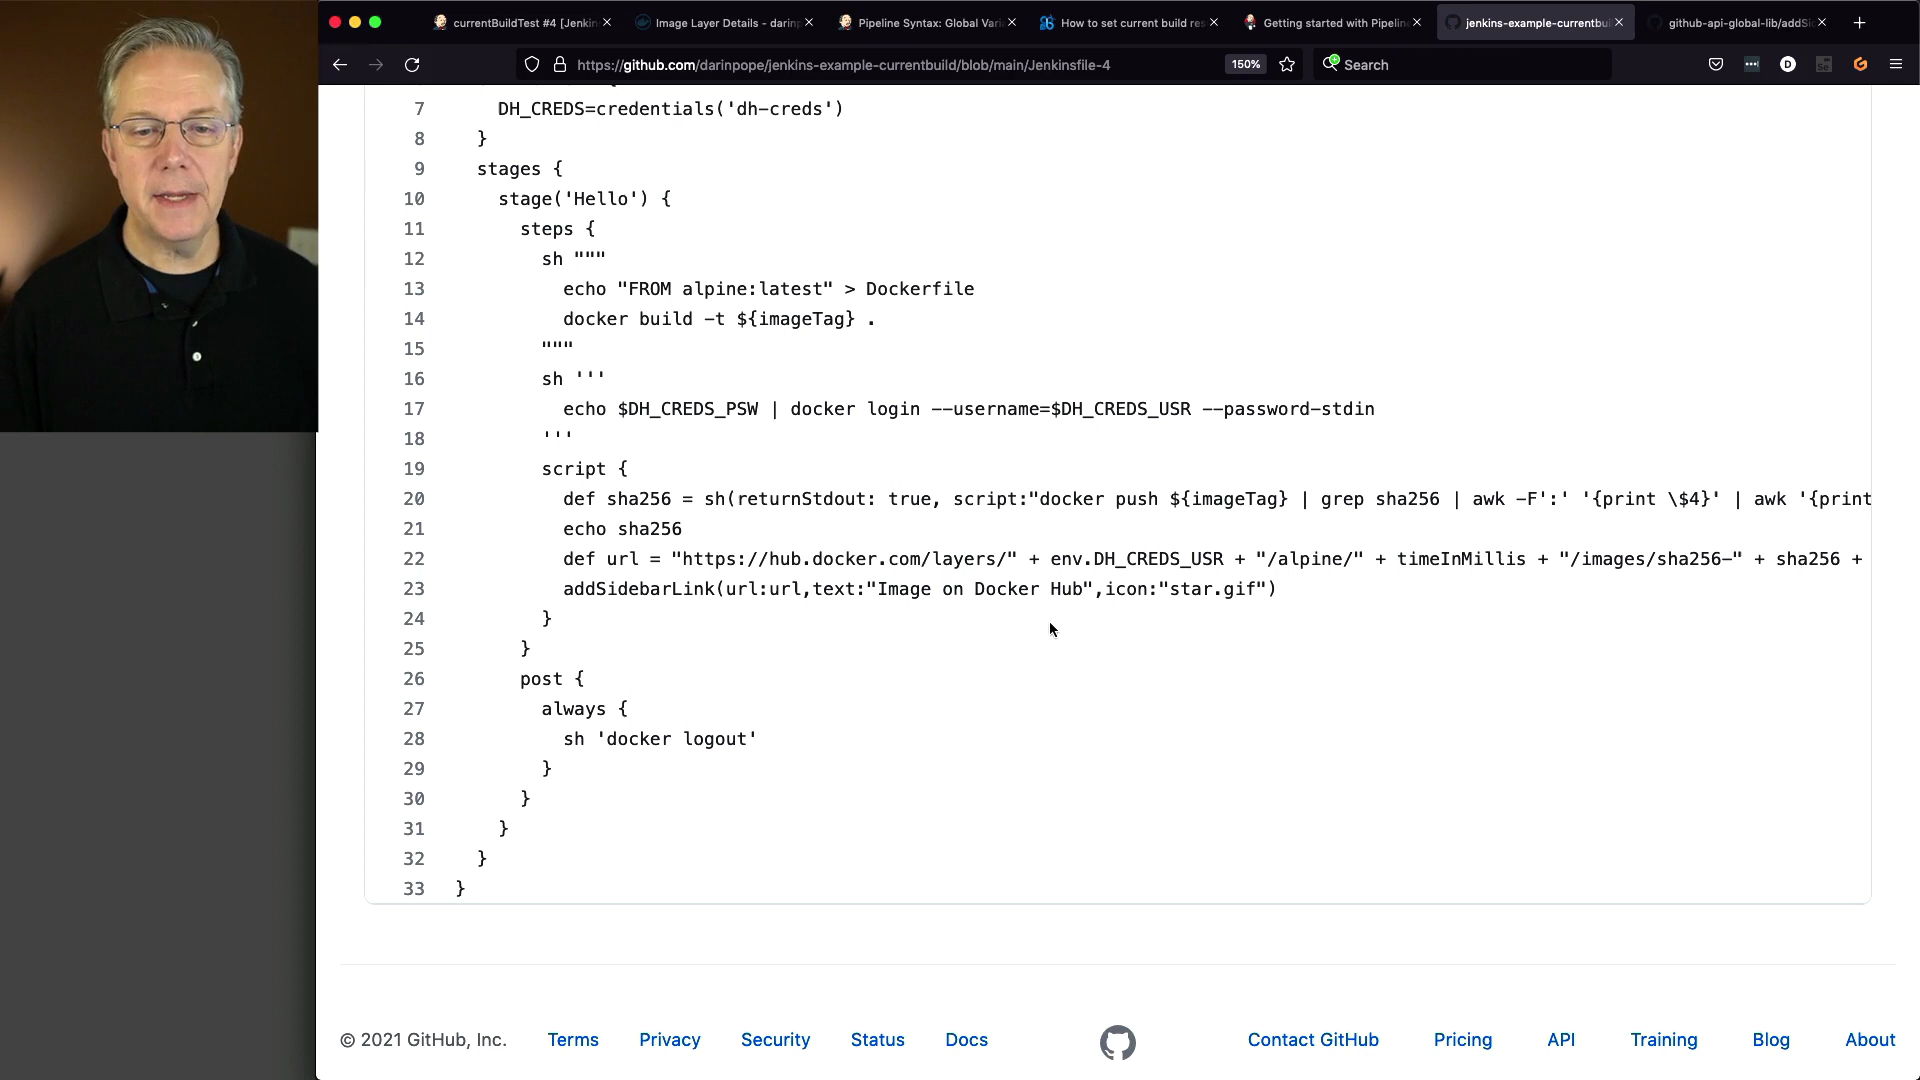 currentBuildTest #4 [Jenkin
Image Layer Details - darinp
Pipeline Syntax: Global Varia
How to set current build res
Getting started with Pipelin
jenkins-example-currentbui
github-api-global-lib/addSi
https://github.com/darinpope/jenkins-example-currentbuild/blob/main/Jenkinsfile-4
150%
Search
7 DH_CREDS=credentials('dh-creds')
8 }
9 stages {
10 stage('Hello') {
11 steps {
12 sh """
13 echo "FROM alpine:latest" > Dockerfile
14 docker build -t ${imageTag} .
15 """
16 sh '''
17 echo $DH_CREDS_PSW | docker login --username=$DH_CREDS_USR --password-stdin
18 '''
19 script {
20 def sha256 = sh(returnStdout: true, script:"docker push ${imageTag} | grep sha256 | awk -F':' '{print \$4}' | awk '{print
21 echo sha256
22 def url = "https://hub.docker.com/layers/" + env.DH_CREDS_USR + "/alpine/" + timeInMillis + "/images/sha256-" + sha256 +
23 addSidebarLink(url:url,text:"Image on Docker Hub",icon:"star.gif")
24 }
25 }
26 post {
27 always {
28 sh 'docker logout'
29 }
30 }
31 }
32 }
33 }
© 2021 GitHub, Inc.
Terms
Privacy
Security
Status
Docs
Contact GitHub
Pricing
API
Training
Blog
About